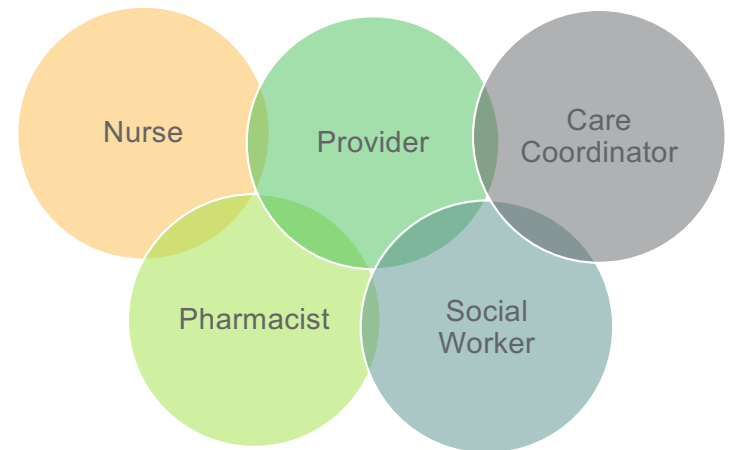 Nurse
Provider
Care
Coordinator
Pharmacist
Social
Worker